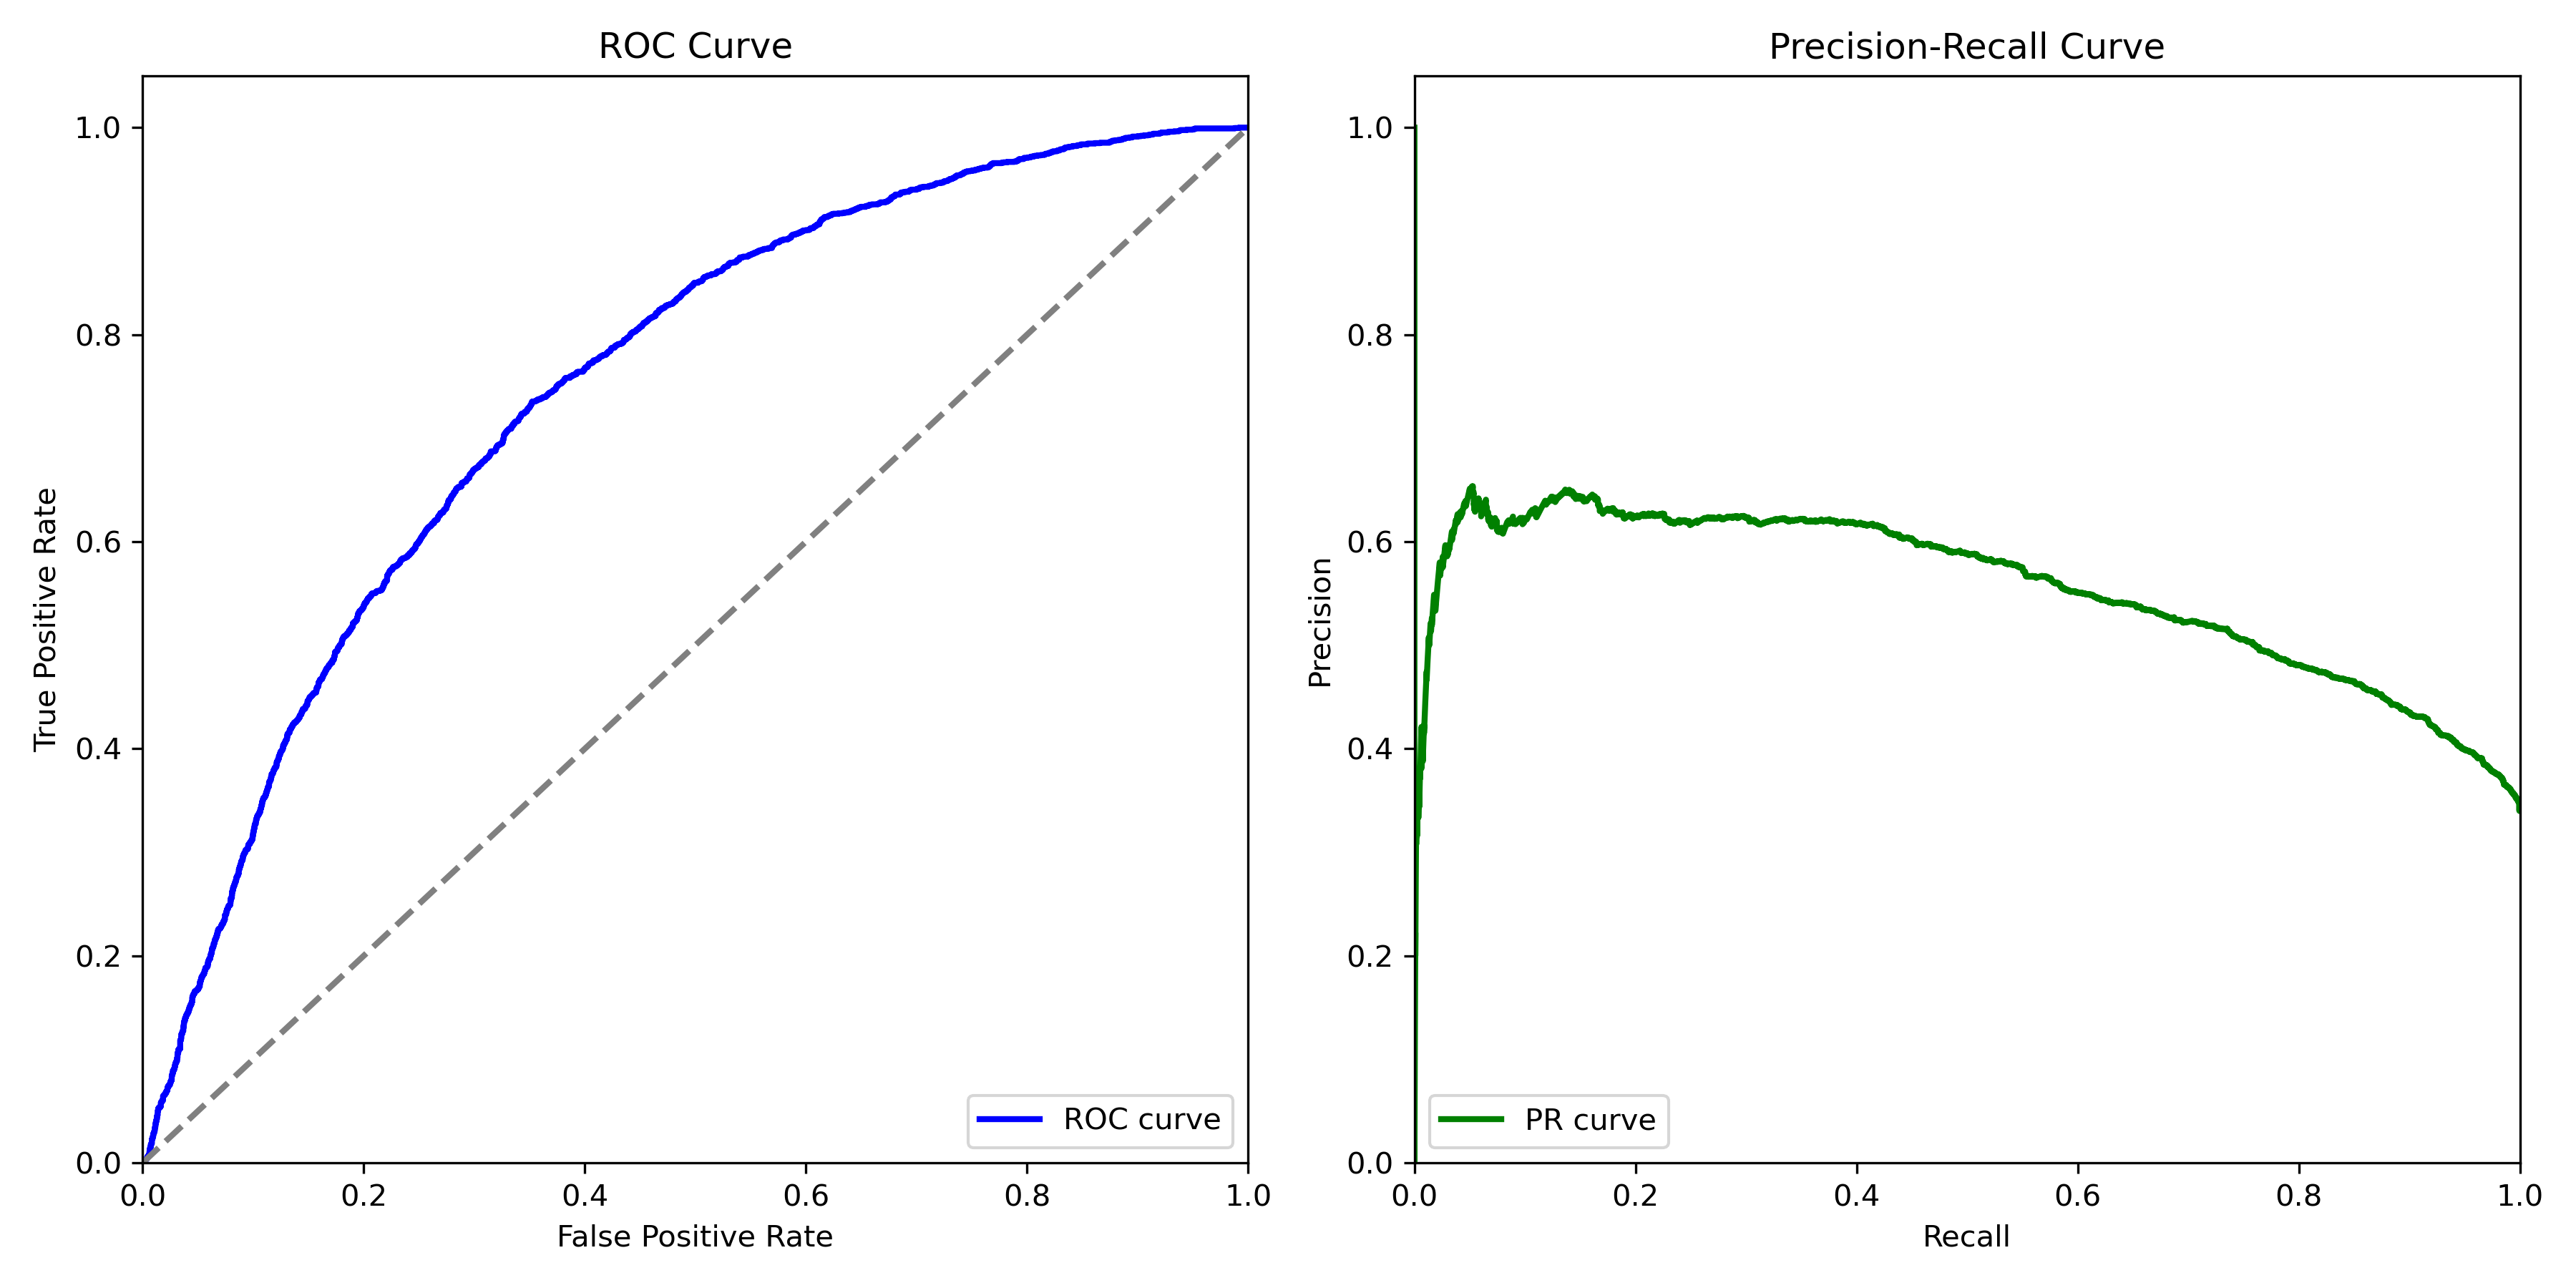 ROC Curve
True Positive Rate
1.0
0.8
0.6
0.4
0.2
0.0
0.0 0.2 0.4 0.6 0.8 1.0
False Positive Rate
ROC curve
Precision-Recall Curve
Precision
1.0
0.8
0.6
0.4
0.2
0.0
0.0 0.2 0.4 0.6 0.8 1.0
Recall
PR curve